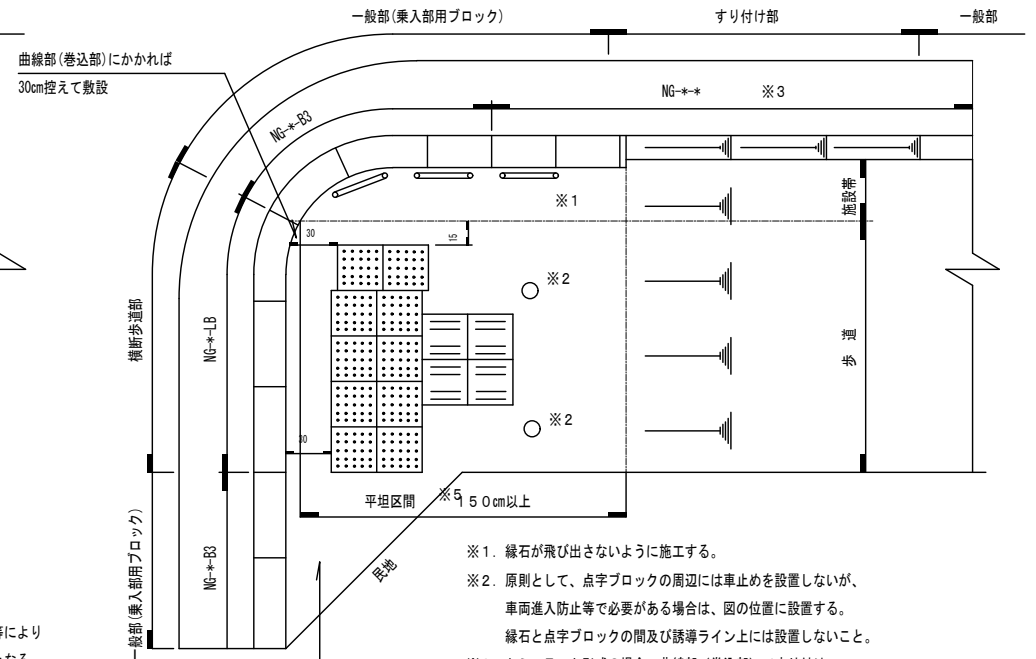 一般部(乗入部用ブロック)
すり付け部
一般部
曲線部(巻込部)にかかれば
30cm控えて敷設
NG-*-*　※3
NG-*-B3
※1
施設帯
30
15
※2
横断歩道部
NG-*-LB
歩　道
※2
30
平坦区間　※5　150cm以上
一般部(乗入部用ブロック)
NG-*-B3
民地
※1. 縁石が飛び出さないように施工する。
※2. 原則として、点字ブロックの周辺には車止めを設置しないが、
車両進入防止等で必要がある場合は、図の位置に設置する。
縁石と点字ブロックの間及び誘導ライン上には設置しないこと。
等により